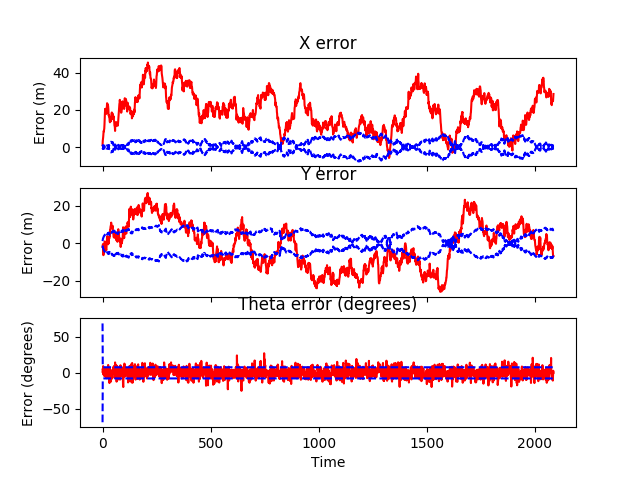 X error
40
20
0
Error (m)
Y error
20
0
−20
Error (m)
Theta error (degrees)
50
0
−50
Error (degrees)
0 500 1000 1500 2000
Time